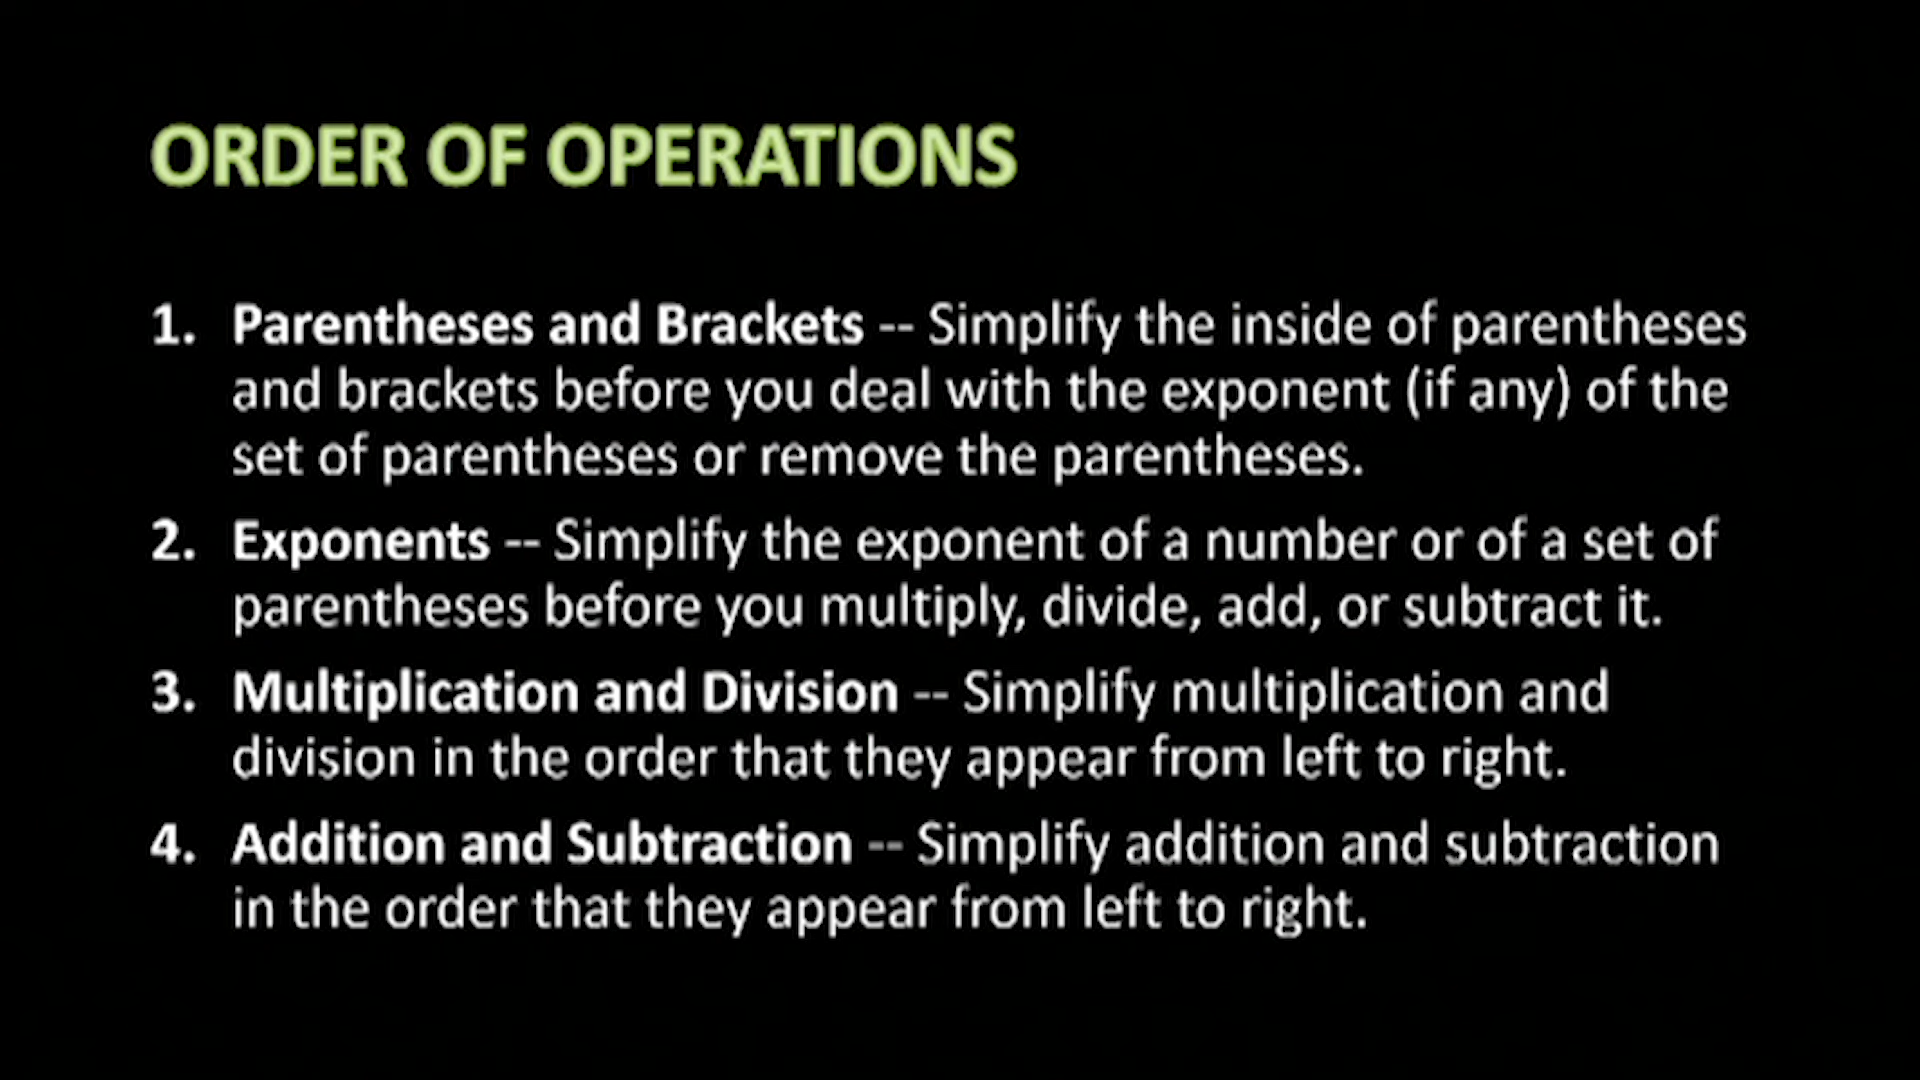 ORDER OF OPERATIONS
1. Parentheses and Brackets -- Simplify the inside of parentheses
and brackets before you deal with the exponent (if any) of the
set of parentheses or remove the parentheses.
2. Exponents -- Simplify the exponent of a number or of a set of
parentheses before you multiply, divide, add, or subtract it.
3. Multiplication and Division -- Simplify multiplication and
division in the order that they appear from left to right.
4. Addition and Subtraction -- Simplify addition and subtraction
in the order that they appear from left to right.